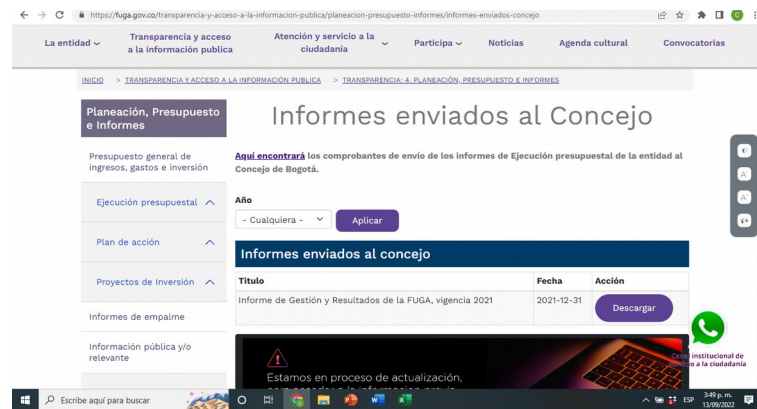 https://fuga.gov.co/transparencia-y-acceso-a-la-informacion-publica/planeacion-presupuesto-informes/informes-enviados-concejo
La entidad
Transparencia y acceso
a la información publica
Atención y servicio a la
ciudadanía
Participa
Noticias
Agenda cultural
Convocatorias
INICIO > TRANSPARENCIA Y ACCESO A LA INFORMACIÓN PUBLICA > TRANSPARENCIA: 4. PLANEACIÓN, PRESUPUESTO E INFORMES
Planeación, Presupuesto
e Informes
Presupuesto general de
ingresos, gastos e inversión
Ejecución presupuestal
Plan de acción
Proyectos de Inversión
Informes de empalme
Información pública y/o
relevante
Informes enviados al Concejo
Aquí encontrará los comprobantes de envío de los informes de Ejecución presupuestal de la entidad al
Concejo de Bogotá.
Año
- Cualquiera -
Aplicar
Informes enviados al concejo
Titulo Fecha Acción
Informe de Gestión y Resultados de la FUGA, vigencia 2021 2021-12-31 Descargar
Estamos en proceso de actualización,
institucional de
a la ciudadanía
Escribe aquí para buscar
ESP
3:49 p. m.
13/09/2022